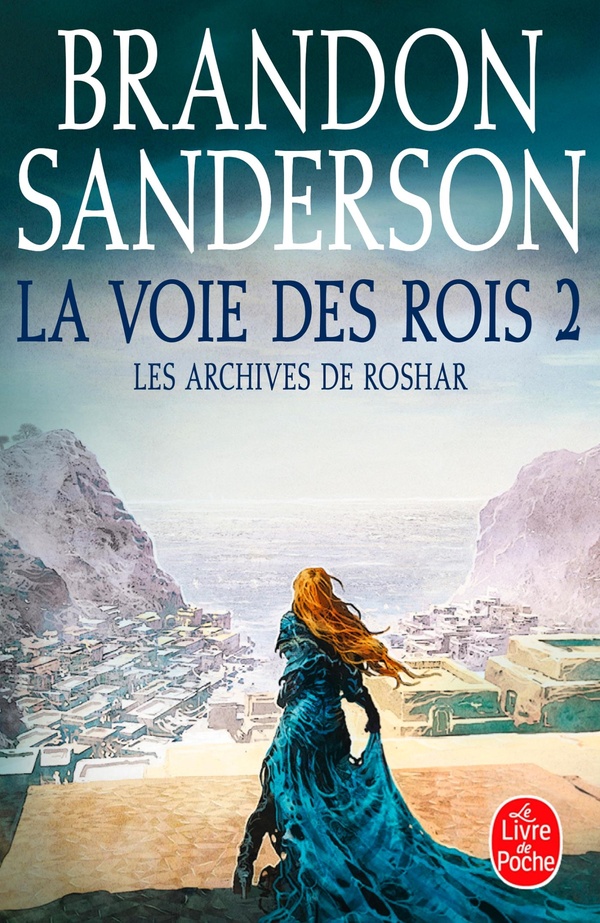 BRANDON
SANDERSON
LA VOIE DES ROIS 2
LES ARCHIVES DE ROSHAR
Le
Livre
de
Poche